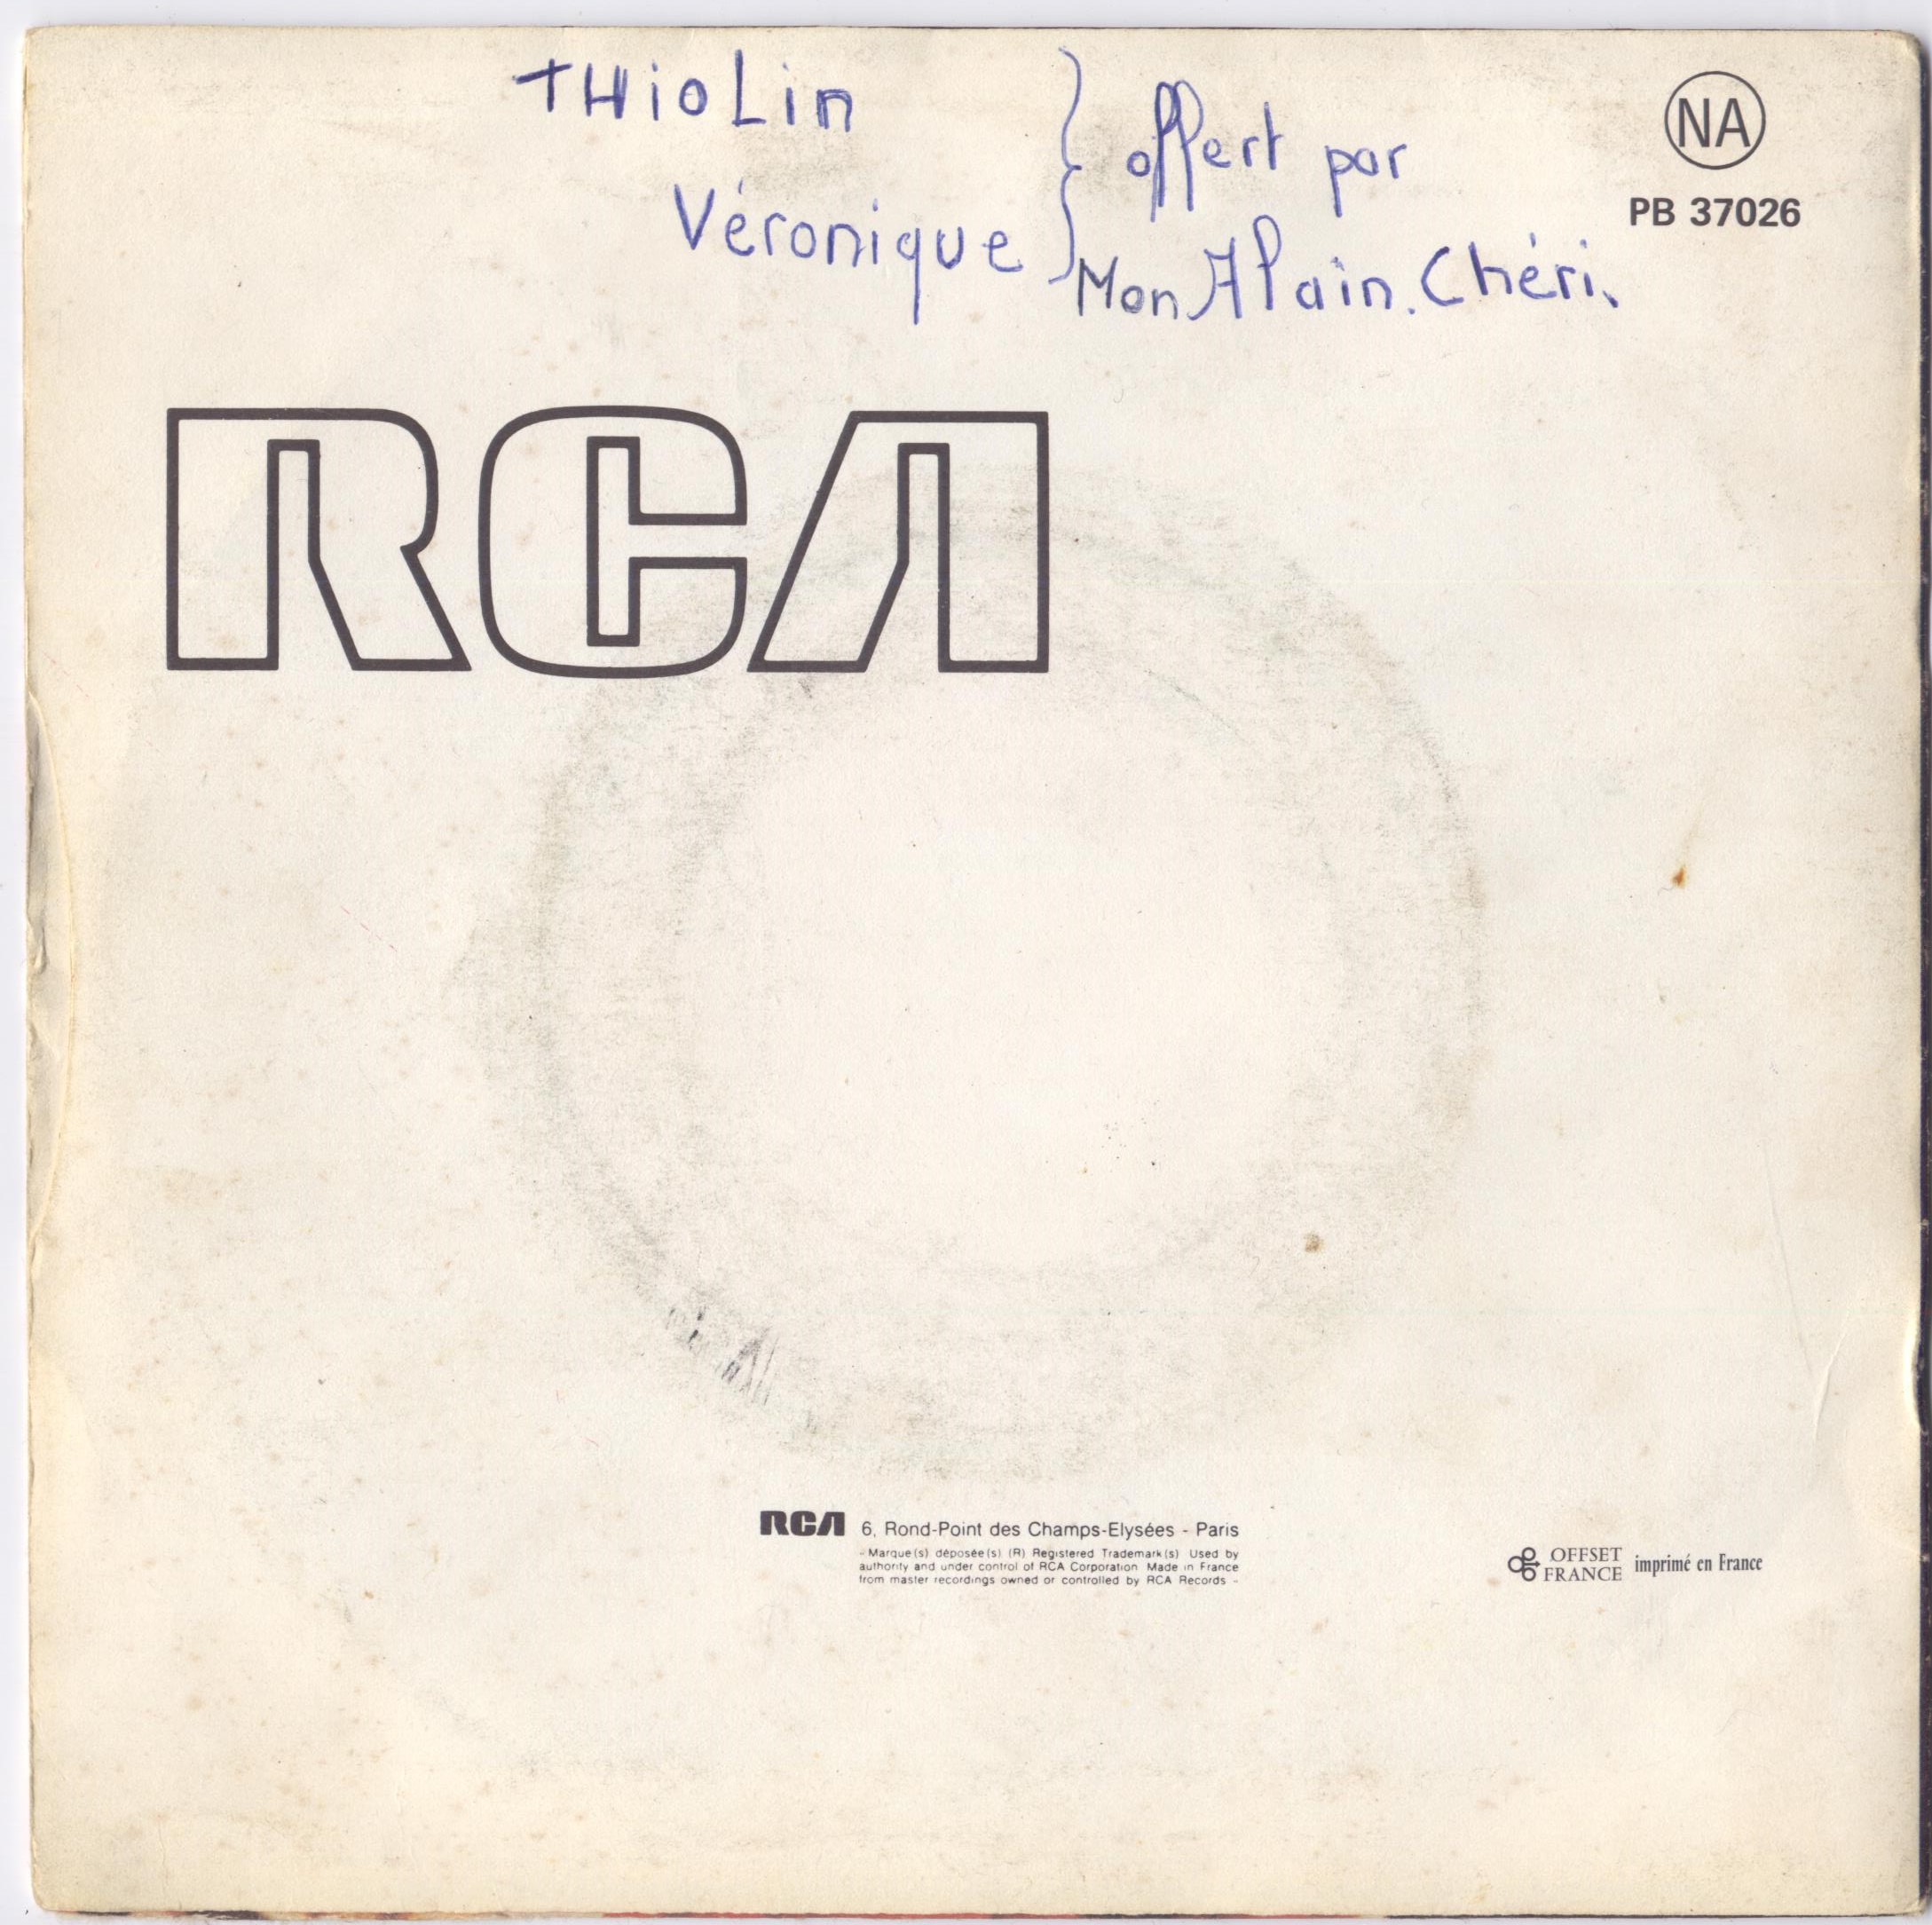 THioLin
Véronique
offert par
Mon Alain. Chéri.
NA
PB 37026
RCA
RCA 6, Rond-Point des Champs-Elysées - Paris
- Marque(s) déposée(s) (R) Registered Trademark(s) Used by
authority and under control of RCA Corporation Made in France
from master recordings owned or controlled by RCA Records -
OFFSET
FRANCE
imprimé en France